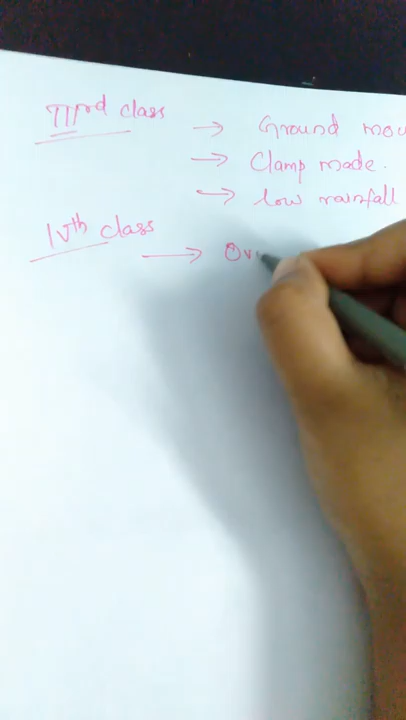 IIIrd class
→ Ground mou
→ Clamp made.
→ low rainfall
IVth class
→ Ov